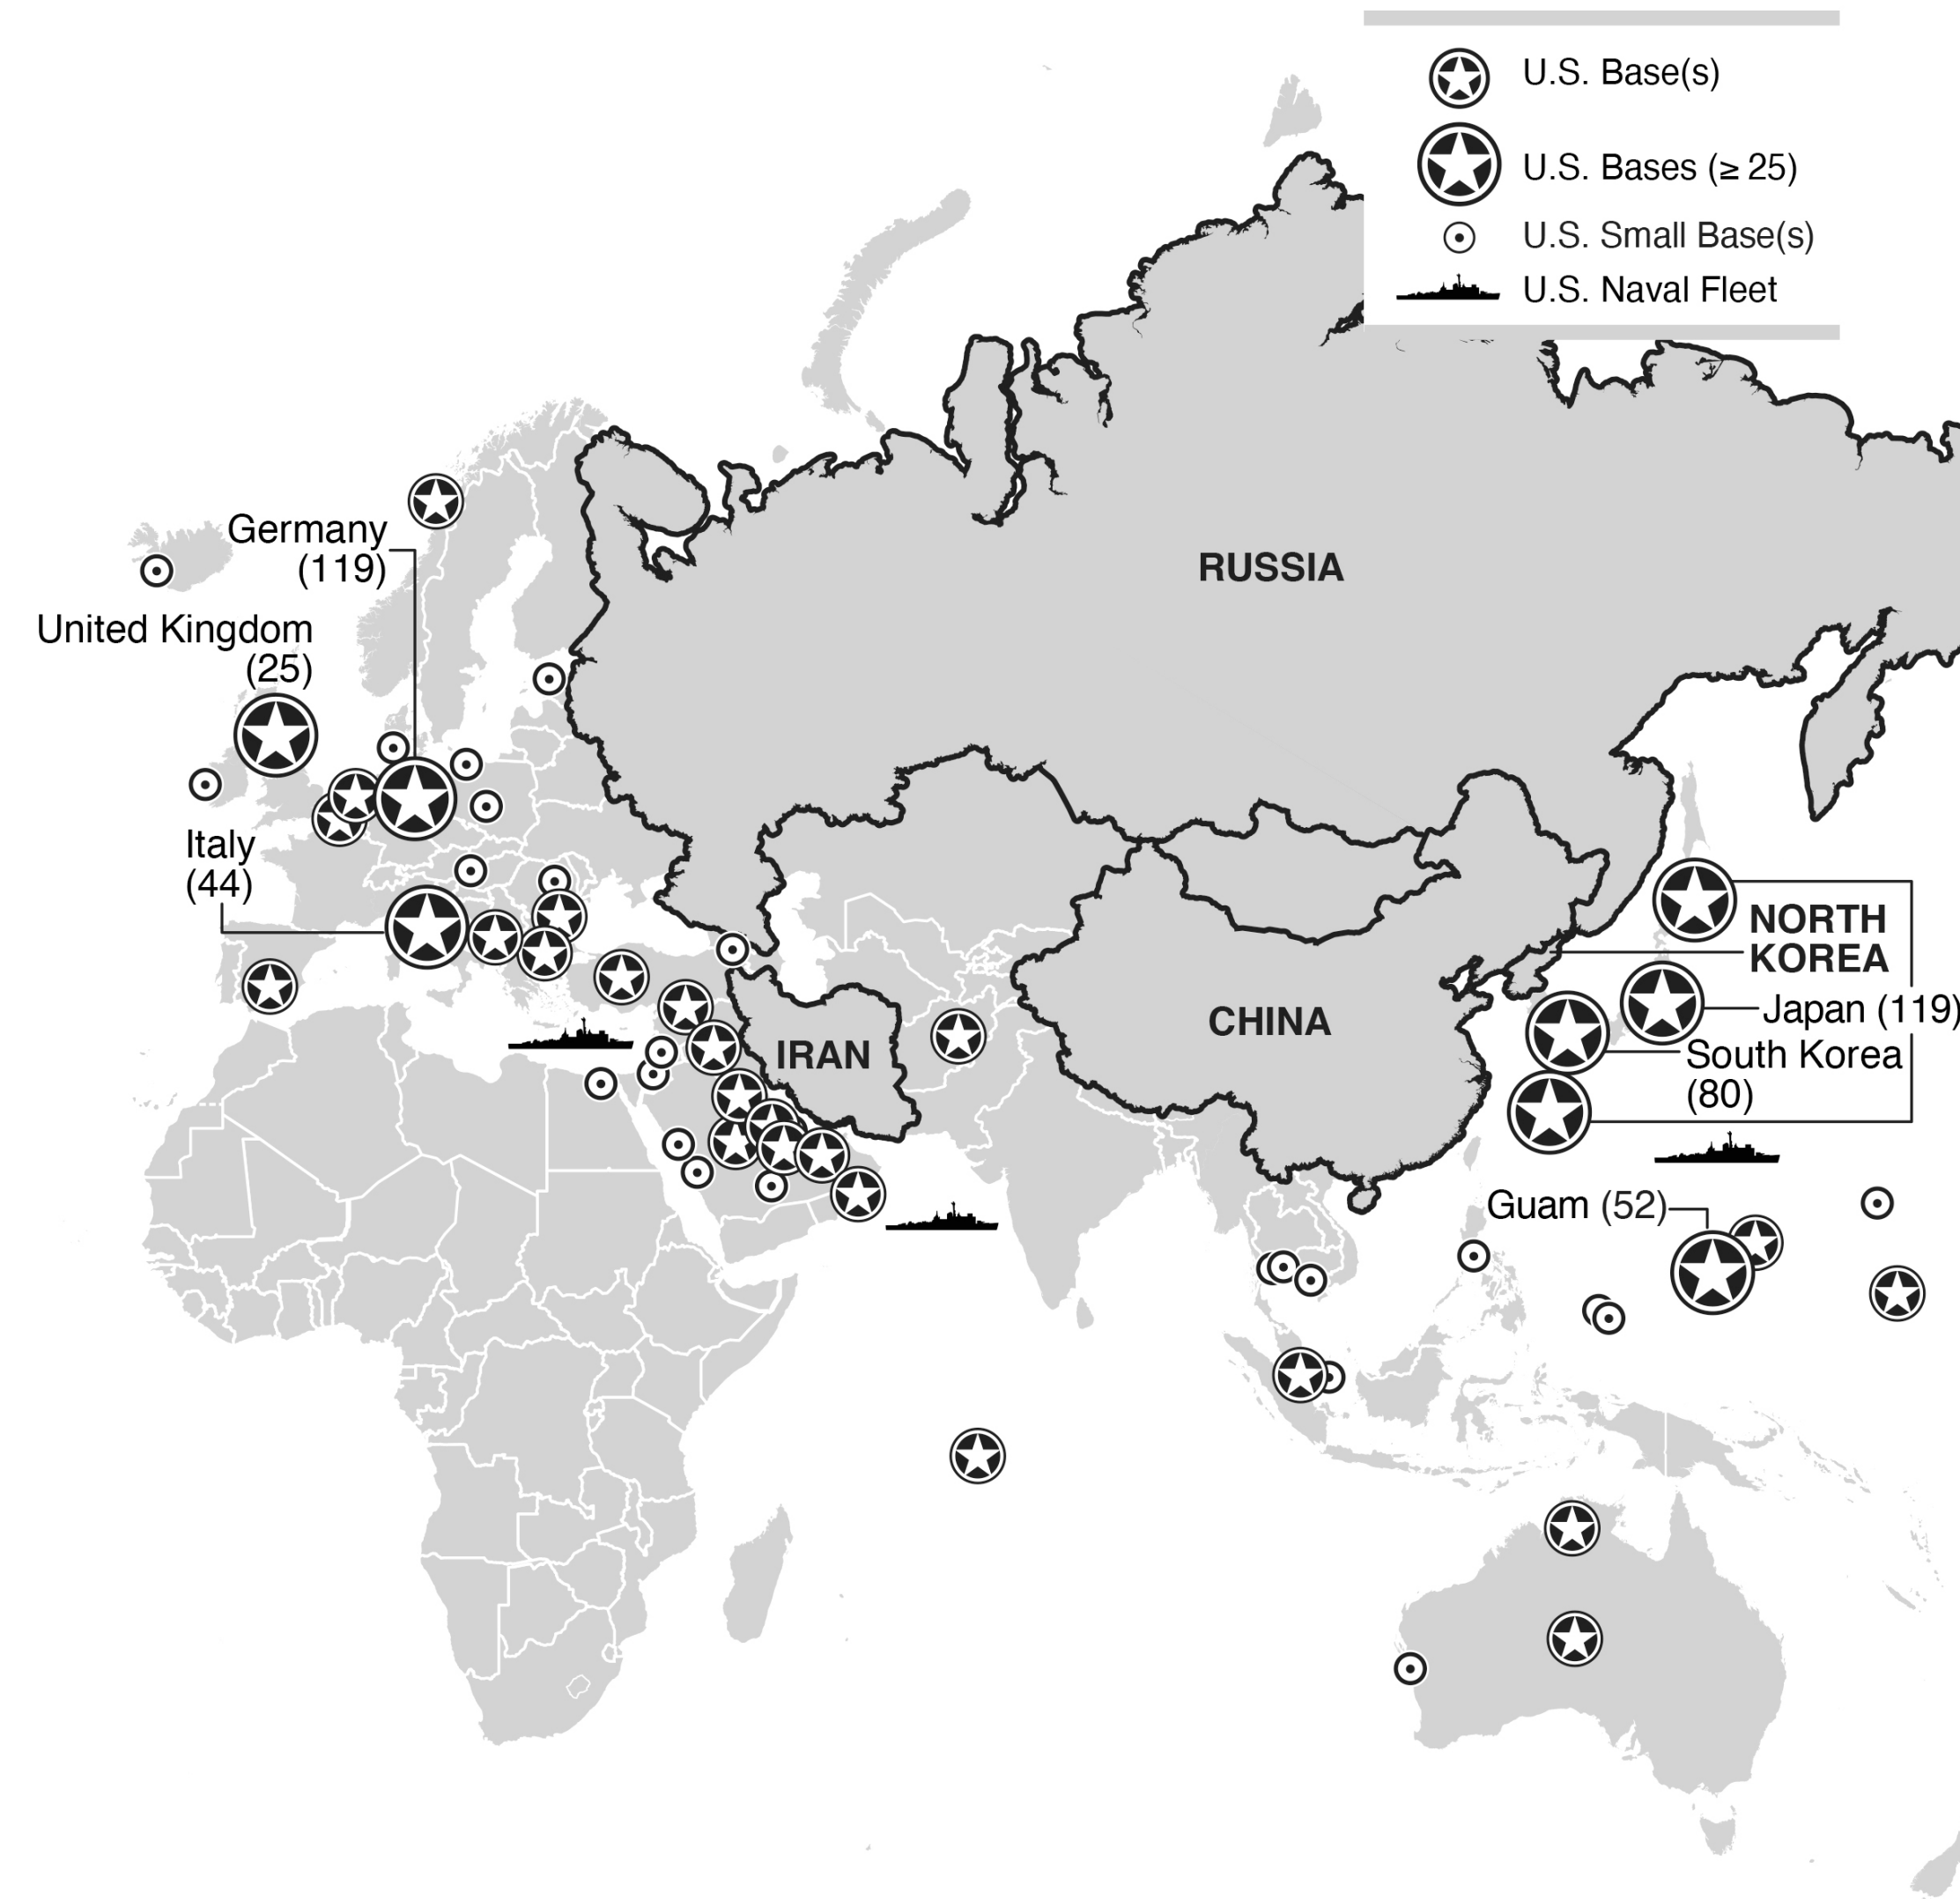 U.S. Base(s)
U.S. Bases (≥ 25)
U.S. Small Base(s)
U.S. Naval Fleet
RUSSIA
Germany
(119)
United Kingdom
(25)
Italy
(44)
NORTH
KOREA
Japan (119)
CHINA
IRAN
South Korea
(80)
Guam (52)